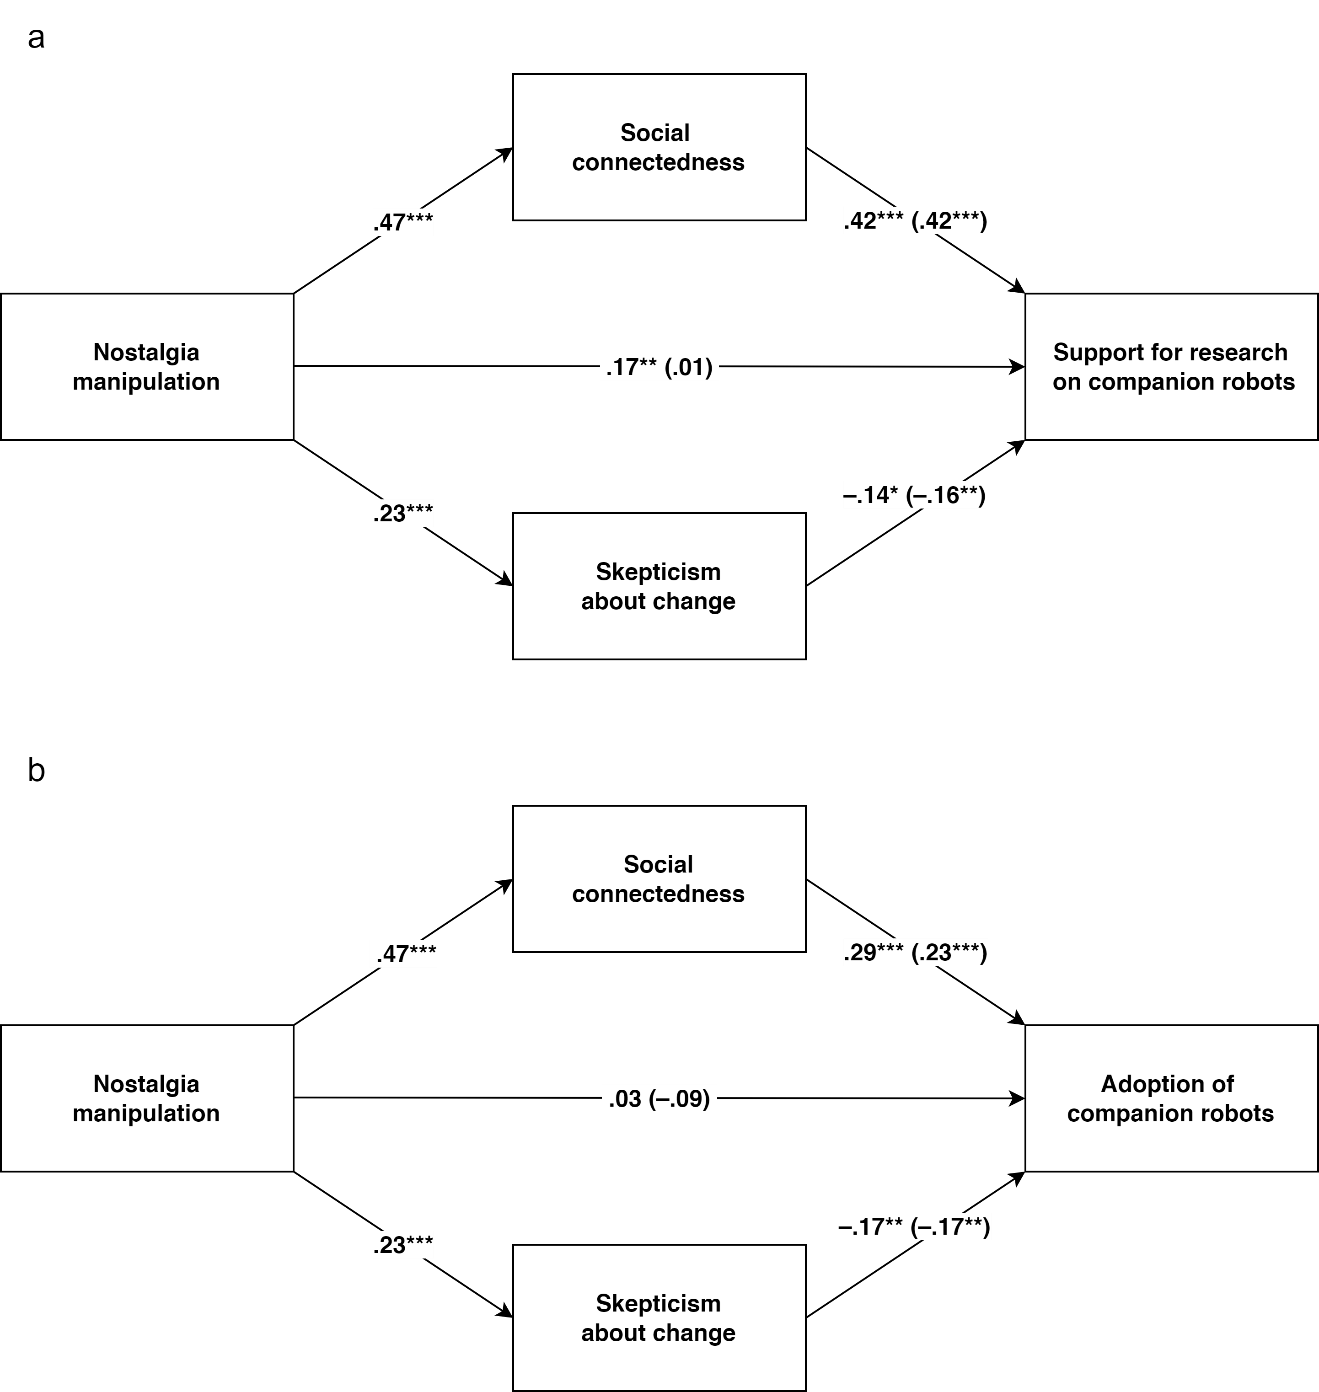 a
Social
connectedness
.47***
.42*** (.42***)
Nostalgia
manipulation
.17** (.01)
Support for research
on companion robots
.23***
–.14* (–.16**)
Skepticism
about change
b
Social
connectedness
.47***
.29*** (.23***)
Nostalgia
manipulation
.03 (–.09)
Adoption of
companion robots
.23***
–.17** (–.17**)
Skepticism
about change